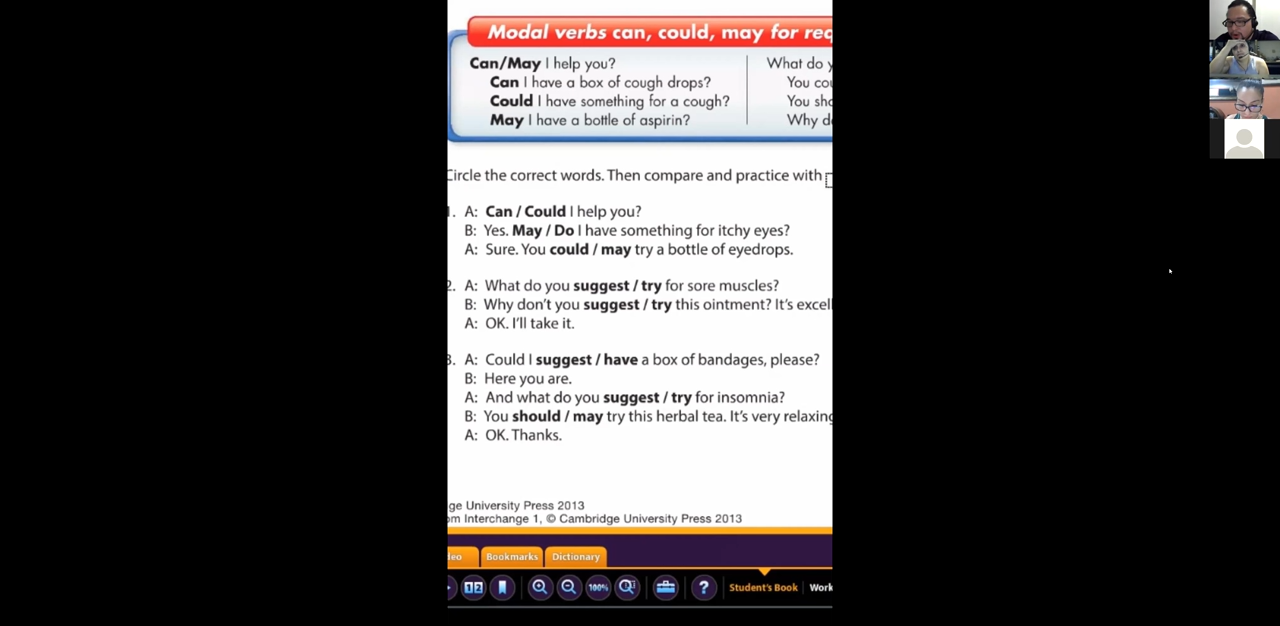 Modal verbs can, could, may for req
Can/May I help you?
Can I have a box of cough drops?
Could I have something for a cough?
May I have a bottle of aspirin?
What do y
You cou
You sho
Why d
Circle the correct words. Then compare and practice with
1. A: Can / Could I help you?
B: Yes. May / Do I have something for itchy eyes?
A: Sure. You could / may try a bottle of eyedrops.
2. A: What do you suggest / try for sore muscles?
B: Why don't you suggest / try this ointment? It's excell
A: OK. I'll take it.
3. A: Could I suggest / have a box of bandages, please?
B: Here you are.
A: And what do you suggest / try for insomnia?
B: You should / may try this herbal tea. It's very relaxing
A: OK. Thanks.
ge University Press 2013
om Interchange 1, © Cambridge University Press 2013
deo Bookmarks Dictionary
12 100% ? Student's Book Work